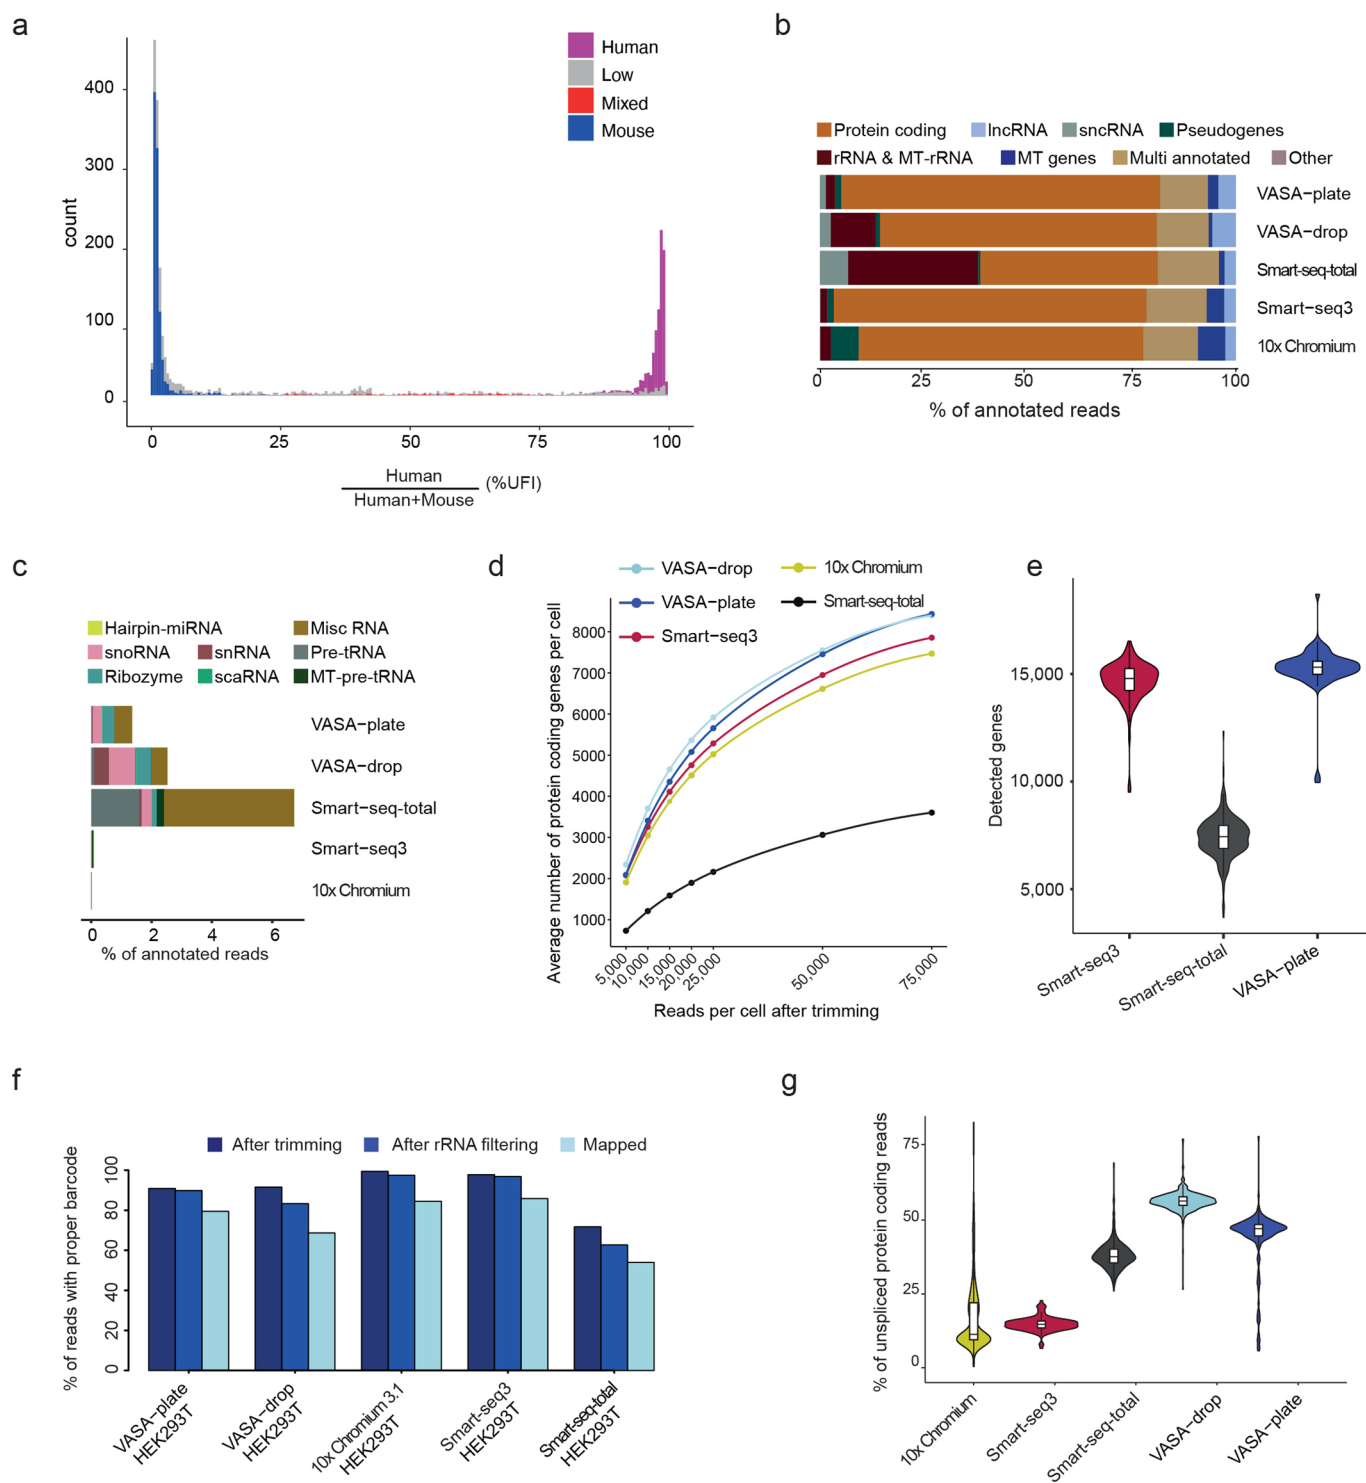 a
Human
Low
Mixed
Mouse
400
300
200
100
0
count
0 25 50 75 100
Human
Human+Mouse
(%UFI)
b
Protein coding lncRNA sncRNA Pseudogenes
rRNA & MT-rRNA MT genes Multi annotated Other
VASA−plate
VASA−drop
Smart-seq-total
Smart−seq3
10x Chromium
0 25 50 75 100
% of annotated reads
c
Hairpin-miRNA Misc RNA
snoRNA snRNA Pre-tRNA
Ribozyme scaRNA MT-pre-tRNA
VASA−plate
VASA−drop
Smart−seq-total
Smart−seq3
10x Chromium
0 2 4 6
% of annotated reads
d
VASA−drop 10x Chromium
VASA−plate Smart-seq-total
Smart−seq3
Average number of protein coding genes per cell
8000
7000
6000
5000
4000
3000
2000
1000
5,000 10,000 15,000 20,000 25,000 50,000 75,000
Reads per cell after trimming
e
Detected genes
15,000
10,000
5,000
Smart-seq3
Smart-seq-total
VASA−plate
f
After trimming After rRNA filtering Mapped
% of reads with proper barcode
100
80
60
40
20
0
VASA−plate
HEK293T
VASA−drop
HEK293T
10x Chromium 3.1
HEK293T
Smart-seq3
HEK293T
Smart-seq-total
HEK293T
g
% of unspliced protein coding reads
75
50
25
0
10x Chromium
Smart-seq3
Smart-seq-total
VASA−drop
VASA−plate